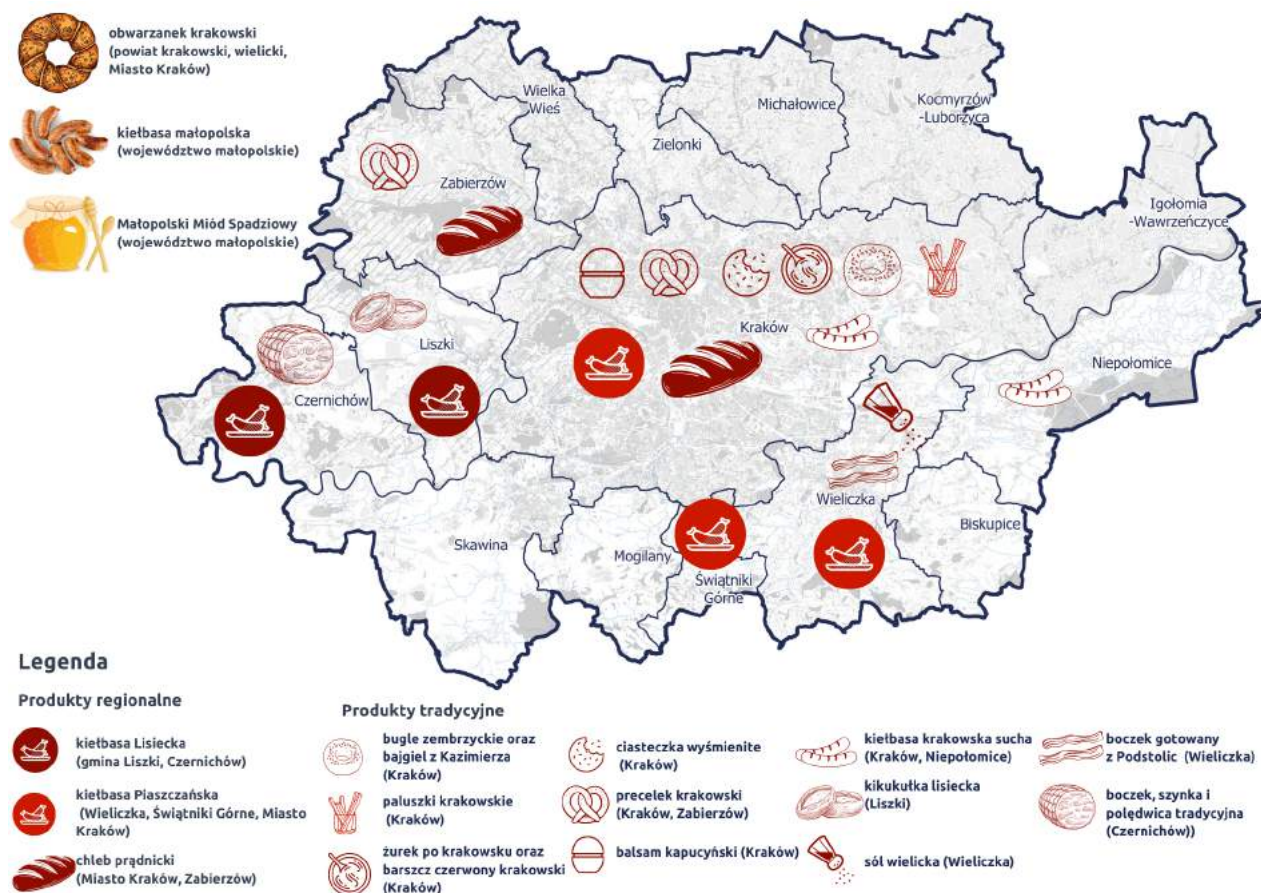 obwarzanek krakowski
(powiat krakowski, wielicki,
Miasto Kraków)
kiełbasa małopolska
(województwo małopolskie)
Małopolski Miód Spadziowy
(województwo małopolskie)
Wielka
Wieś
Michałowice
Kocmyrzów
-Luborzyca
Zielonki
Zabierzów
Igołomia
-Wawrzeńczyce
Kraków
Liszki
Niepołomice
Czernichów
Wieliczka
Biskupice
Skawina
Mogilany
Świątniki
Górne
Legenda
Produkty regionalne
kiełbasa Lisiecka
(gmina Liszki, Czernichów)
kiełbasa Piaszczańska
(Wieliczka, Świątniki Górne, Miasto
Kraków)
chleb prądnicki
(Miasto Kraków, Zabierzów)
Produkty tradycyjne
bugle zembrzyckie oraz
bajgiel z Kazimierza
(Kraków)
paluszki krakowskie
(Kraków)
żurek po krakowsku oraz
barszcz czerwony krakowski
(Kraków)
ciasteczka wyśmienite
(Kraków)
precelek krakowski
(Kraków, Zabierzów)
balsam kapucyński (Kraków)
kiełbasa krakowska sucha
(Kraków, Niepołomice)
kikukułka lisiecka
(Liszki)
sól wielicka (Wieliczka)
boczek gotowany
z Podstolic (Wieliczka)
boczek, szynka i
polędwica tradycyjna
(Czernichów))